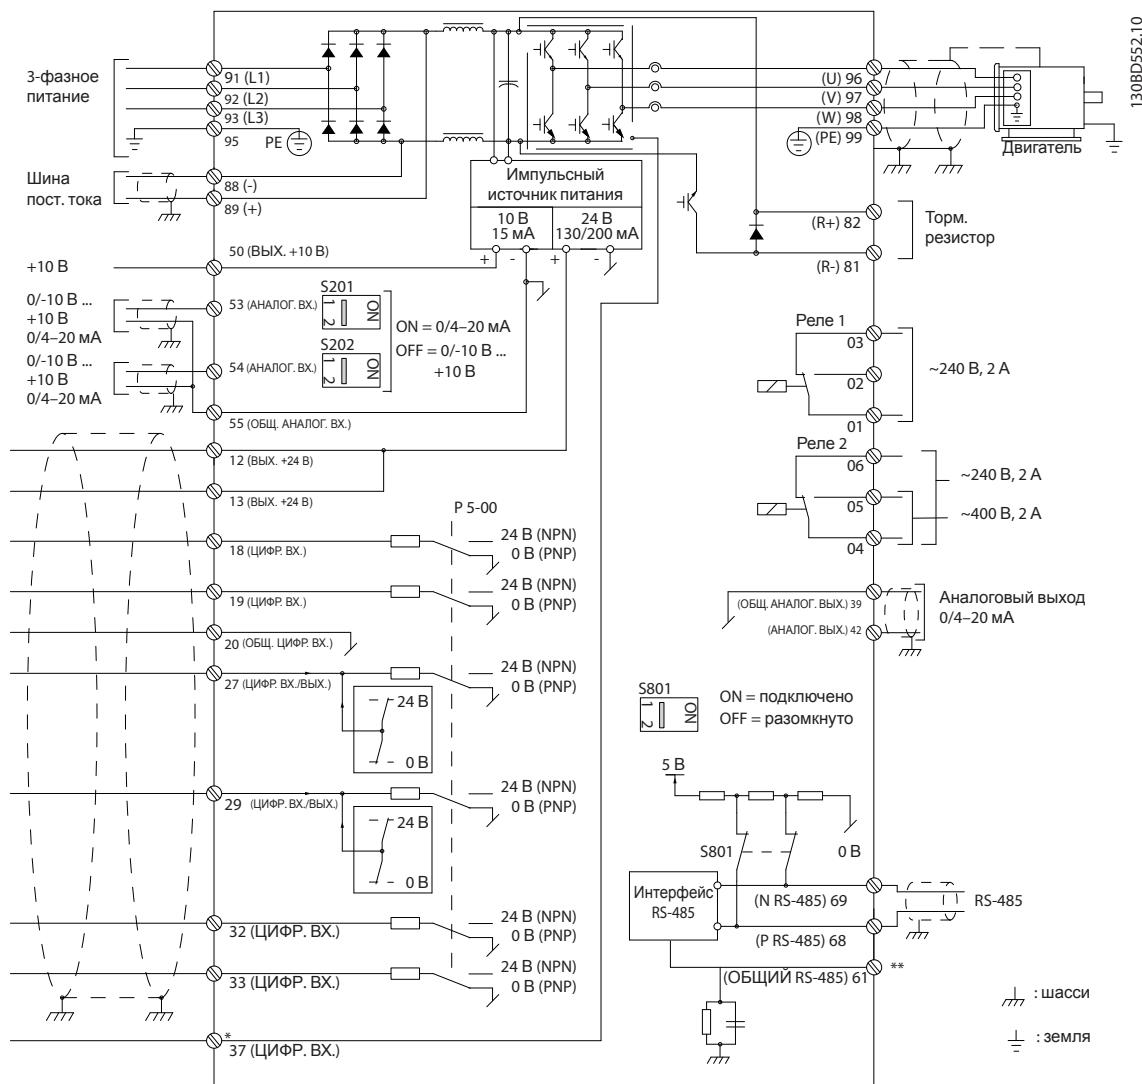 130BD552.10
3-фазное
питание
91 (L1)
92 (L2)
93 (L3)
95
PE
(U) 96
(V) 97
(W) 98
(PE) 99
Двигатель
Шина
пост. тока
88 (-)
89 (+)
Импульсный
источник питания
10 В
15 мА
24 В
130/200 мА
+ - + -
(R+) 82
(R-) 81
Торм.
резистор
+10 В
50 (ВЫХ. +10 В)
0/-10 В ...
+10 В
0/4–20 мА
53 (АНАЛОГ. ВХ.)
S201
1 2 ON
0/-10 В ...
+10 В
0/4–20 мА
54 (АНАЛОГ. ВХ.)
S202
1 2 ON
ON = 0/4–20 мА
OFF = 0/-10 В ...
+10 В
55 (ОБЩ. АНАЛОГ. ВХ.)
Реле 1
03
02
01
~240 В, 2 А
Реле 2
06
05
04
~240 В, 2 А
~400 В, 2 А
12 (ВЫХ. +24 В)
13 (ВЫХ. +24 В)
P 5-00
18 (ЦИФР. ВХ.)
24 В (NPN)
0 В (PNP)
19 (ЦИФР. ВХ.)
24 В (NPN)
0 В (PNP)
20 (ОБЩ. ЦИФР. ВХ.)
27 (ЦИФР. ВХ./ВЫХ.)
24 В (NPN)
0 В (PNP)
24 В
0 В
29 (ЦИФР. ВХ./ВЫХ.)
24 В (NPN)
0 В (PNP)
24 В
0 В
32 (ЦИФР. ВХ.)
24 В (NPN)
0 В (PNP)
33 (ЦИФР. ВХ.)
24 В (NPN)
0 В (PNP)
*
37 (ЦИФР. ВХ.)
(ОБЩ. АНАЛОГ. ВЫХ.) 39
(АНАЛОГ. ВЫХ.) 42
Аналоговый выход
0/4–20 мА
S801
1 2 ON
ON = подключено
OFF = разомкнуто
5 В
S801
0 В
Интерфейс
RS-485
(N RS-485) 69
(P RS-485) 68
RS-485
(ОБЩИЙ RS-485) 61
**
: шасси
: земля